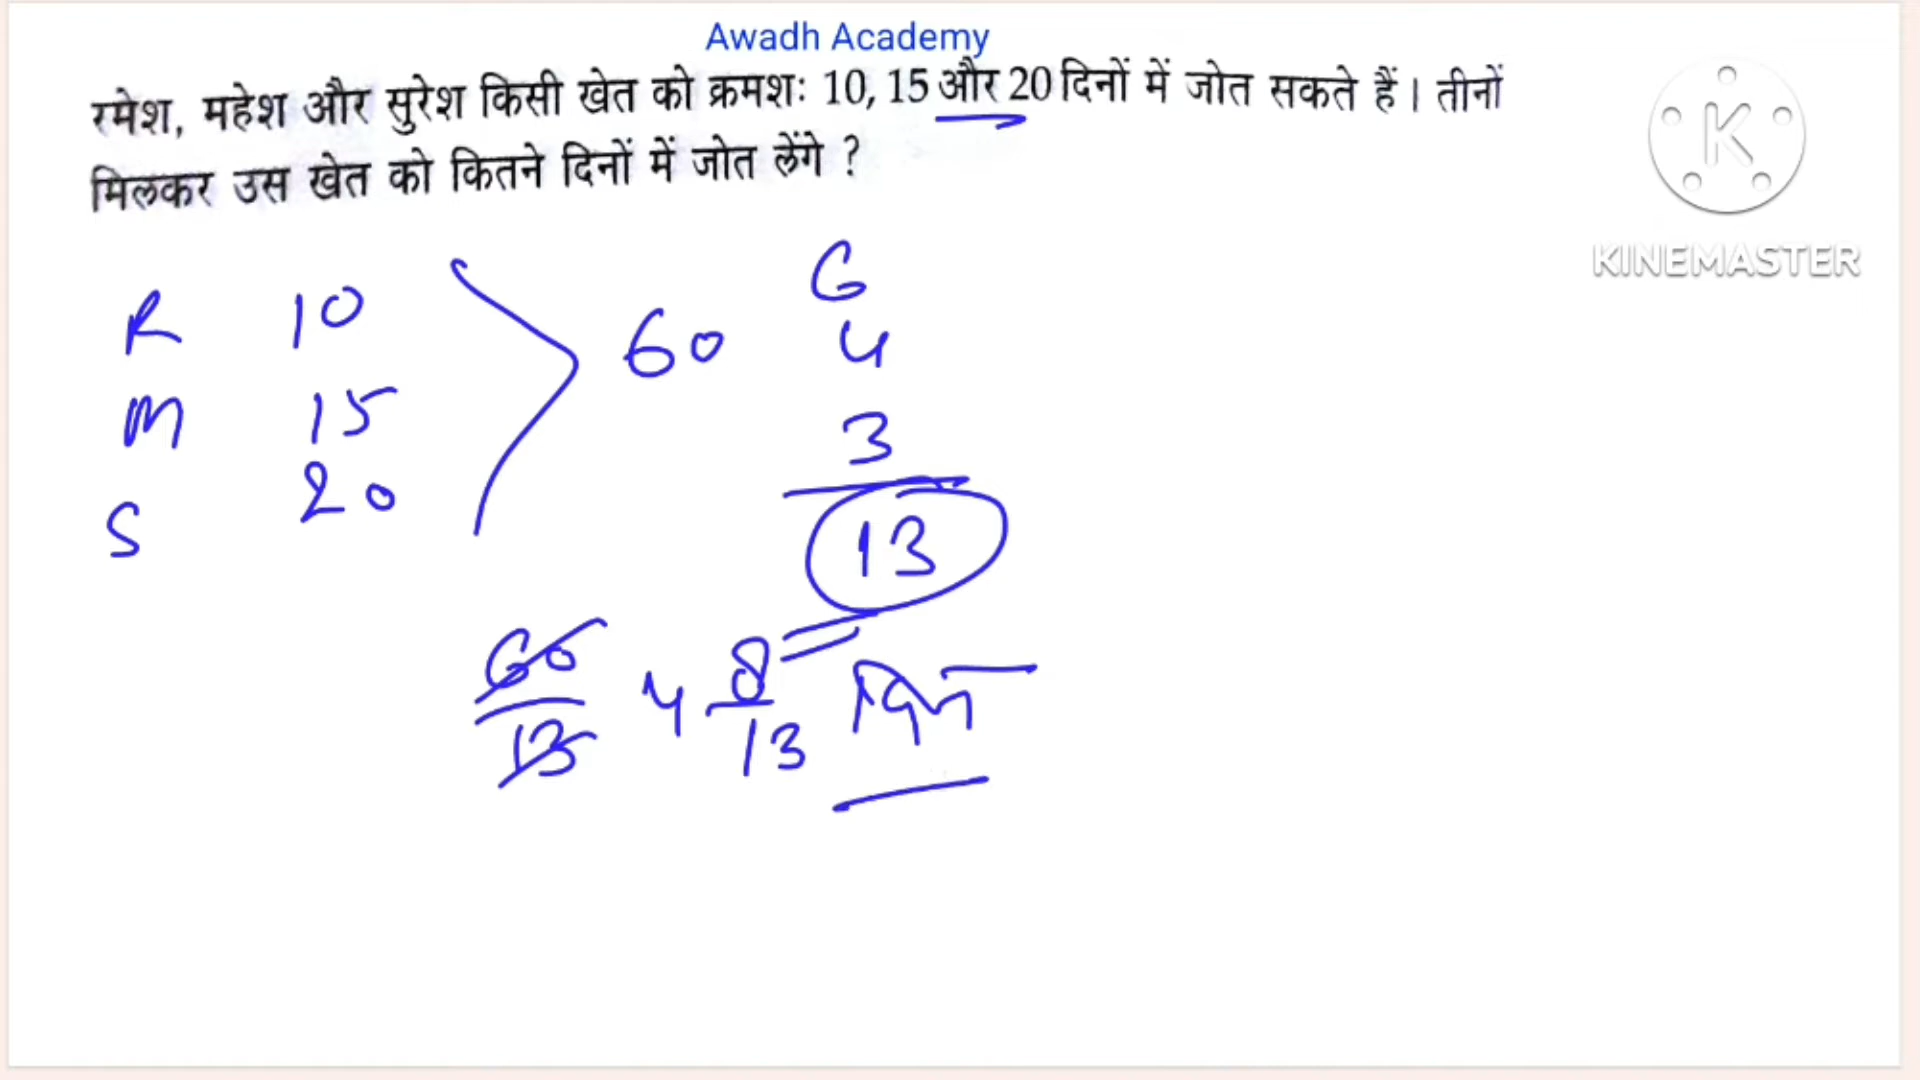 Awadh Academy
रमेश, महेश और सुरेश किसी खेत को क्रमशः 10, 15 और 20 दिनों में जोत सकते हैं। तीनों
मिलकर उस खेत को कितने दिनों में जोत लेंगे ?
K
KINEMASTER
R 10
M 15
S 20
60
6
4
3
13
60/13 4 8/13 दिन